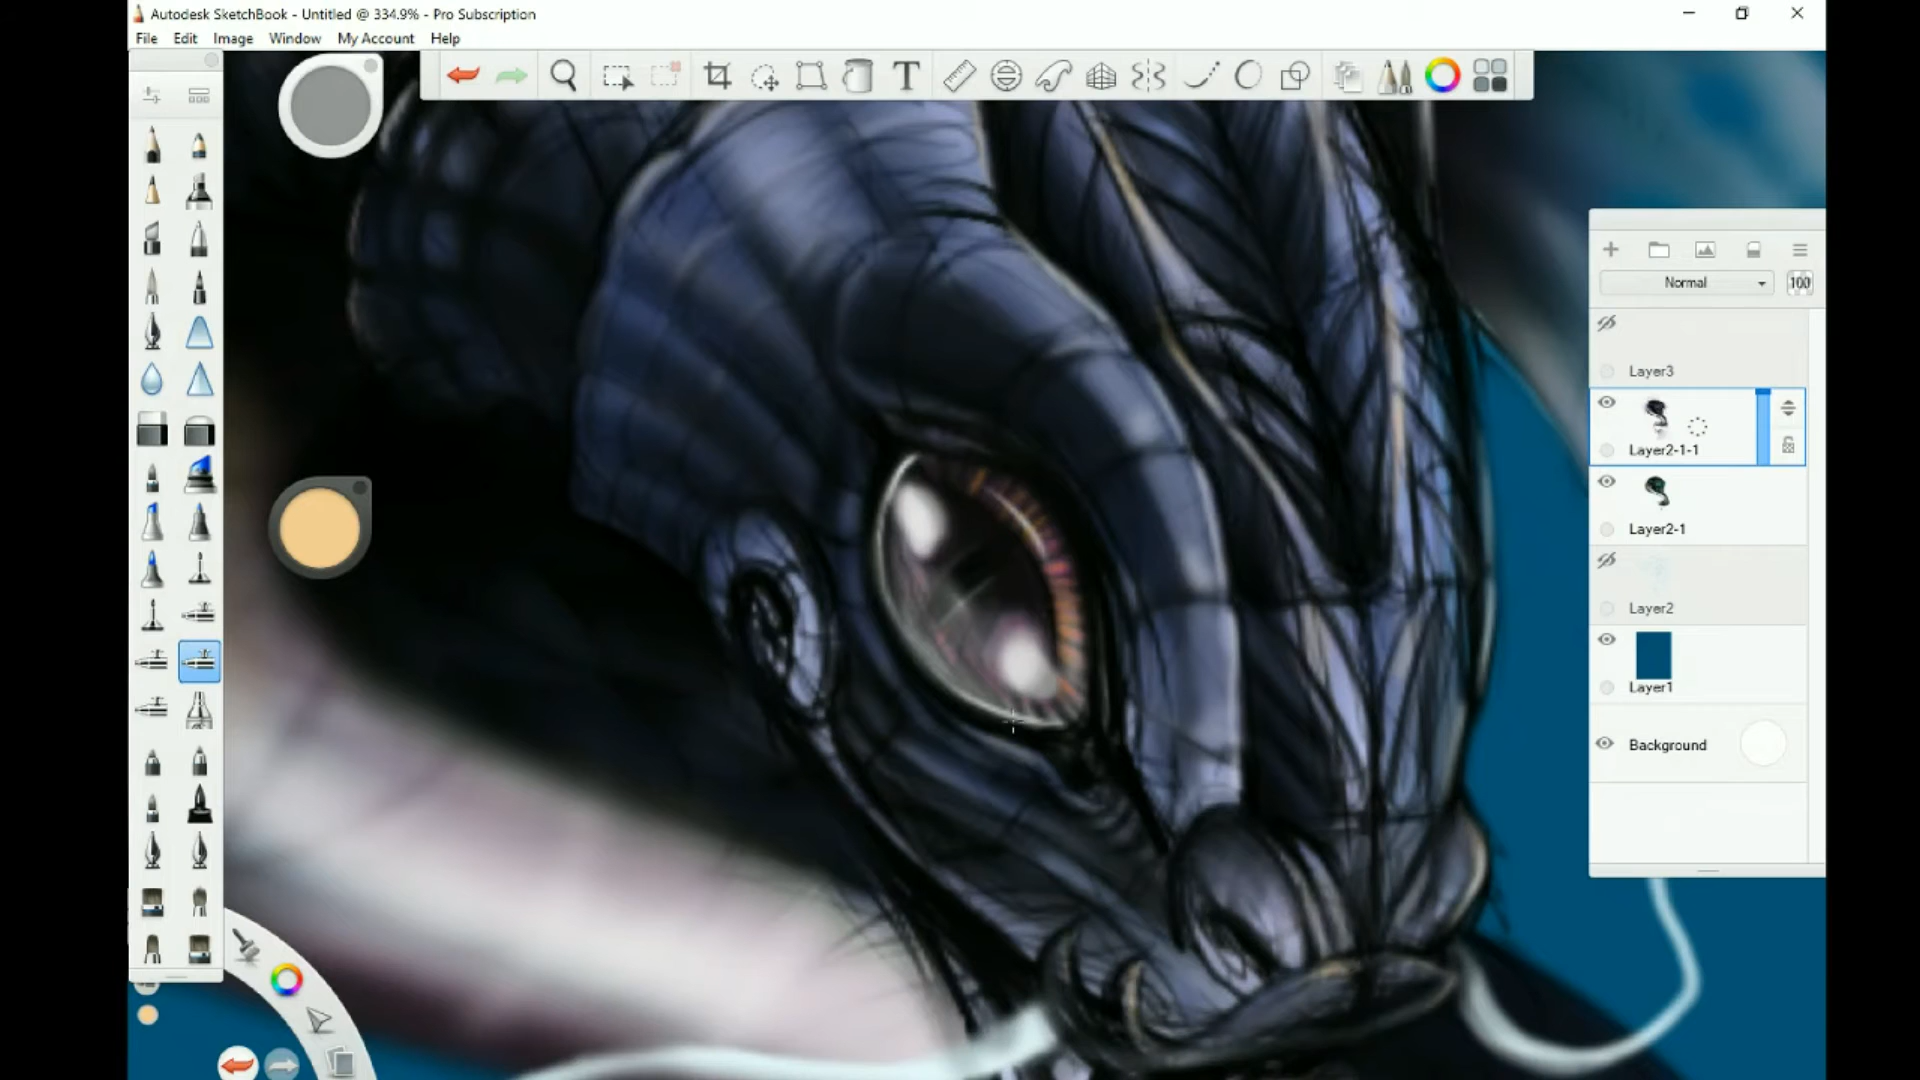 Autodesk SketchBook - Untitled @ 334.9% - Pro Subscription
File Edit Image Window My Account Help
T
Normal 100
Layer3
Layer2-1-1
Layer2-1
Layer2
Layer1
Background